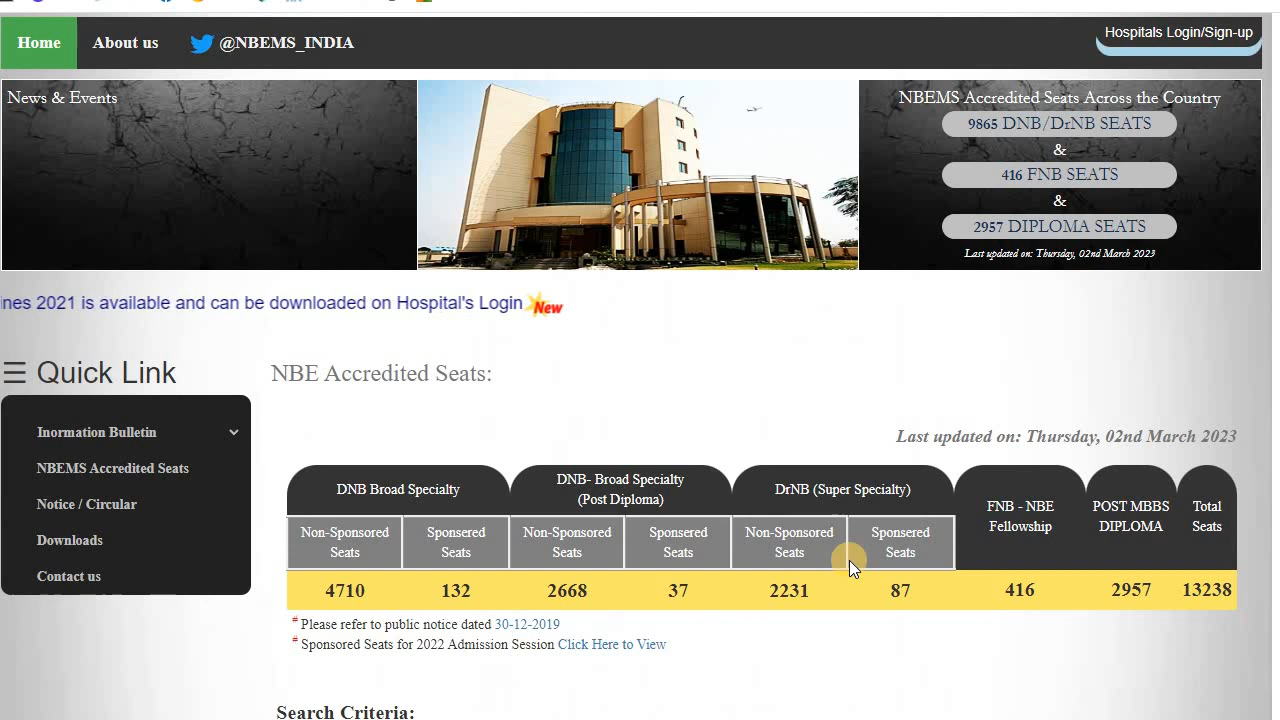 Home About us @NBEMS_INDIA Hospitals Login/Sign-up
News & Events
NBEMS Accredited Seats Across the Country
9865 DNB/DrNB SEATS
&
416 FNB SEATS
&
2957 DIPLOMA SEATS
Last updated on: Thursday, 02nd March 2023
ines 2021 is available and can be downloaded on Hospital's Login New
☰ Quick Link
Inormation Bulletin
NBEMS Accredited Seats
Notice / Circular
Downloads
Contact us
NBE Accredited Seats:
Last updated on: Thursday, 02nd March 2023
DNB Broad Specialty
DNB- Broad Specialty
(Post Diploma)
DrNB (Super Specialty)
FNB - NBE
Fellowship
POST MBBS
DIPLOMA
Total
Seats
Non-Sponsored
Seats
Sponsered
Seats
Non-Sponsored
Seats
Sponsered
Seats
Non-Sponsored
Seats
Sponsered
Seats
4710 132 2668 37 2231 87 416 2957 13238
# Please refer to public notice dated 30-12-2019
# Sponsored Seats for 2022 Admission Session Click Here to View
Search Criteria: